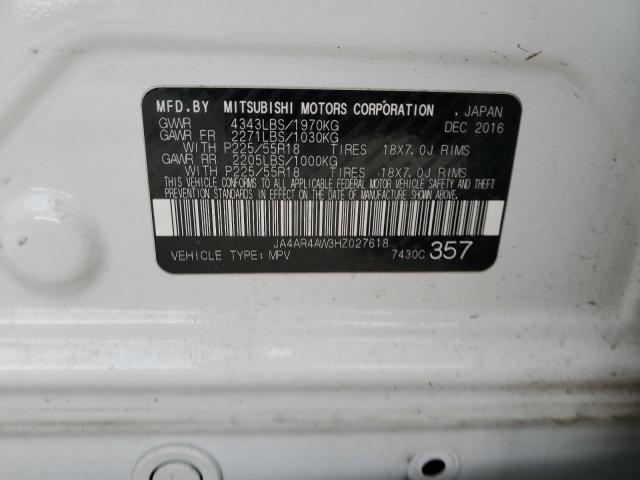 MFD.BY MITSUBISHI MOTORS CORPORATION . JAPAN
GVWR 4343LBS/1970KG DEC 2016
GAWR FR 2271LBS/1030KG
WITH P225/55R18 TIRES 18X7.0J RIMS
GAWR RR 2205LBS/1000KG
WITH P225/55R18 TIRES 18X7.0J RIMS
THIS VEHICLE CONFORMS TO ALL APPLICABLE FEDERAL MOTOR VEHICLE SAFETY AND THEFT
PREVENTION STANDARDS IN EFFECT ON THE DATE OF MANUFACTURE SHOWN ABOVE.
JA4AR4AW3HZ027618
VEHICLE TYPE: MPV 7430C 357